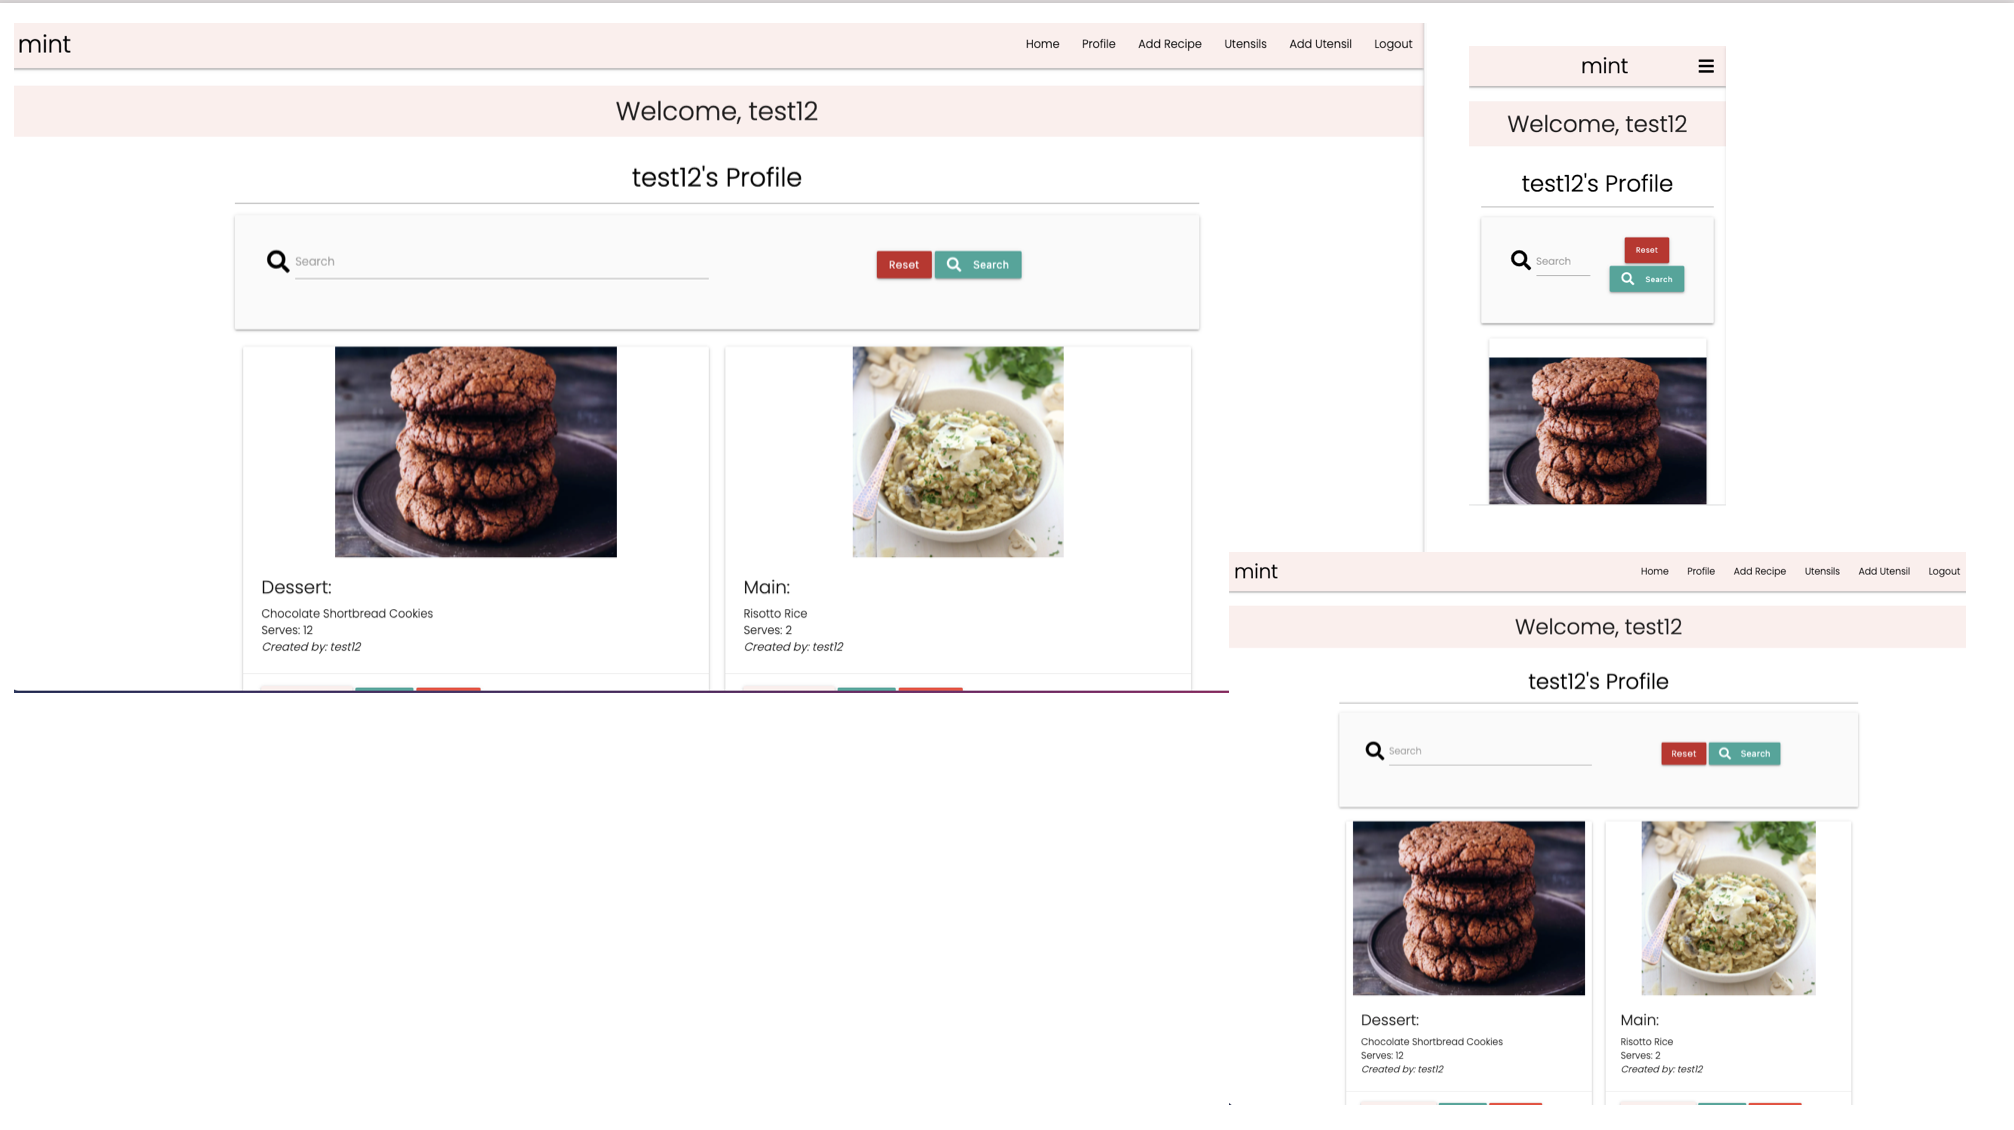 mint
Home Profile Add Recipe Utensils Add Utensil Logout
Welcome, test12
test12's Profile
Search
Reset Search
Dessert:
Chocolate Shortbread Cookies
Serves: 12
Created by: test12
Main:
Risotto Rice
Serves: 2
Created by: test12
mint
Welcome, test12
test12's Profile
Search
Reset
Search
mint
Home Profile Add Recipe Utensils Add Utensil Logout
Welcome, test12
test12's Profile
Search
Reset Search
Dessert:
Chocolate Shortbread Cookies
Serves: 12
Created by: test12
Main:
Risotto Rice
Serves: 2
Created by: test12